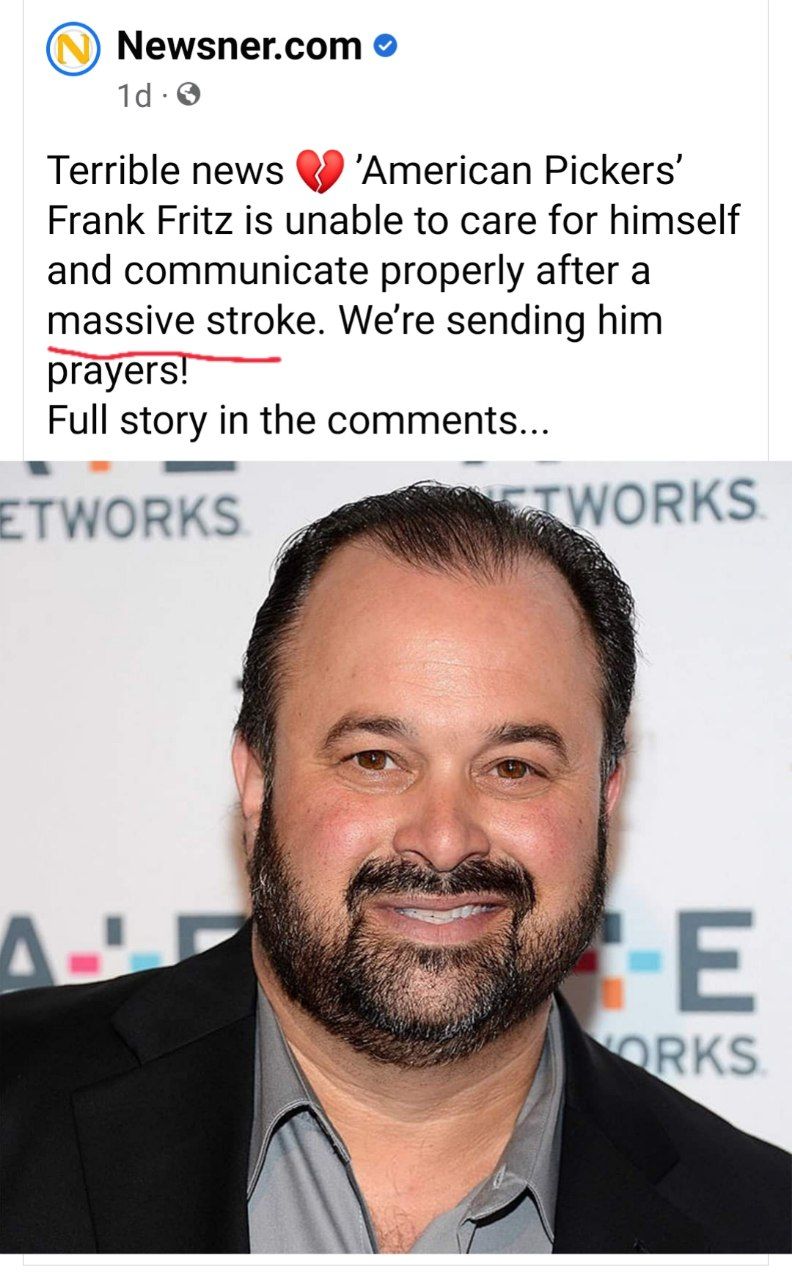 Newsner.com
1d ·
Terrible news 💔 ’American Pickers’
Frank Fritz is unable to care for himself
and communicate properly after a
massive stroke. We’re sending him
prayers!
Full story in the comments...
ETWORKS.
ETWORKS.
A+E
E
ORKS.